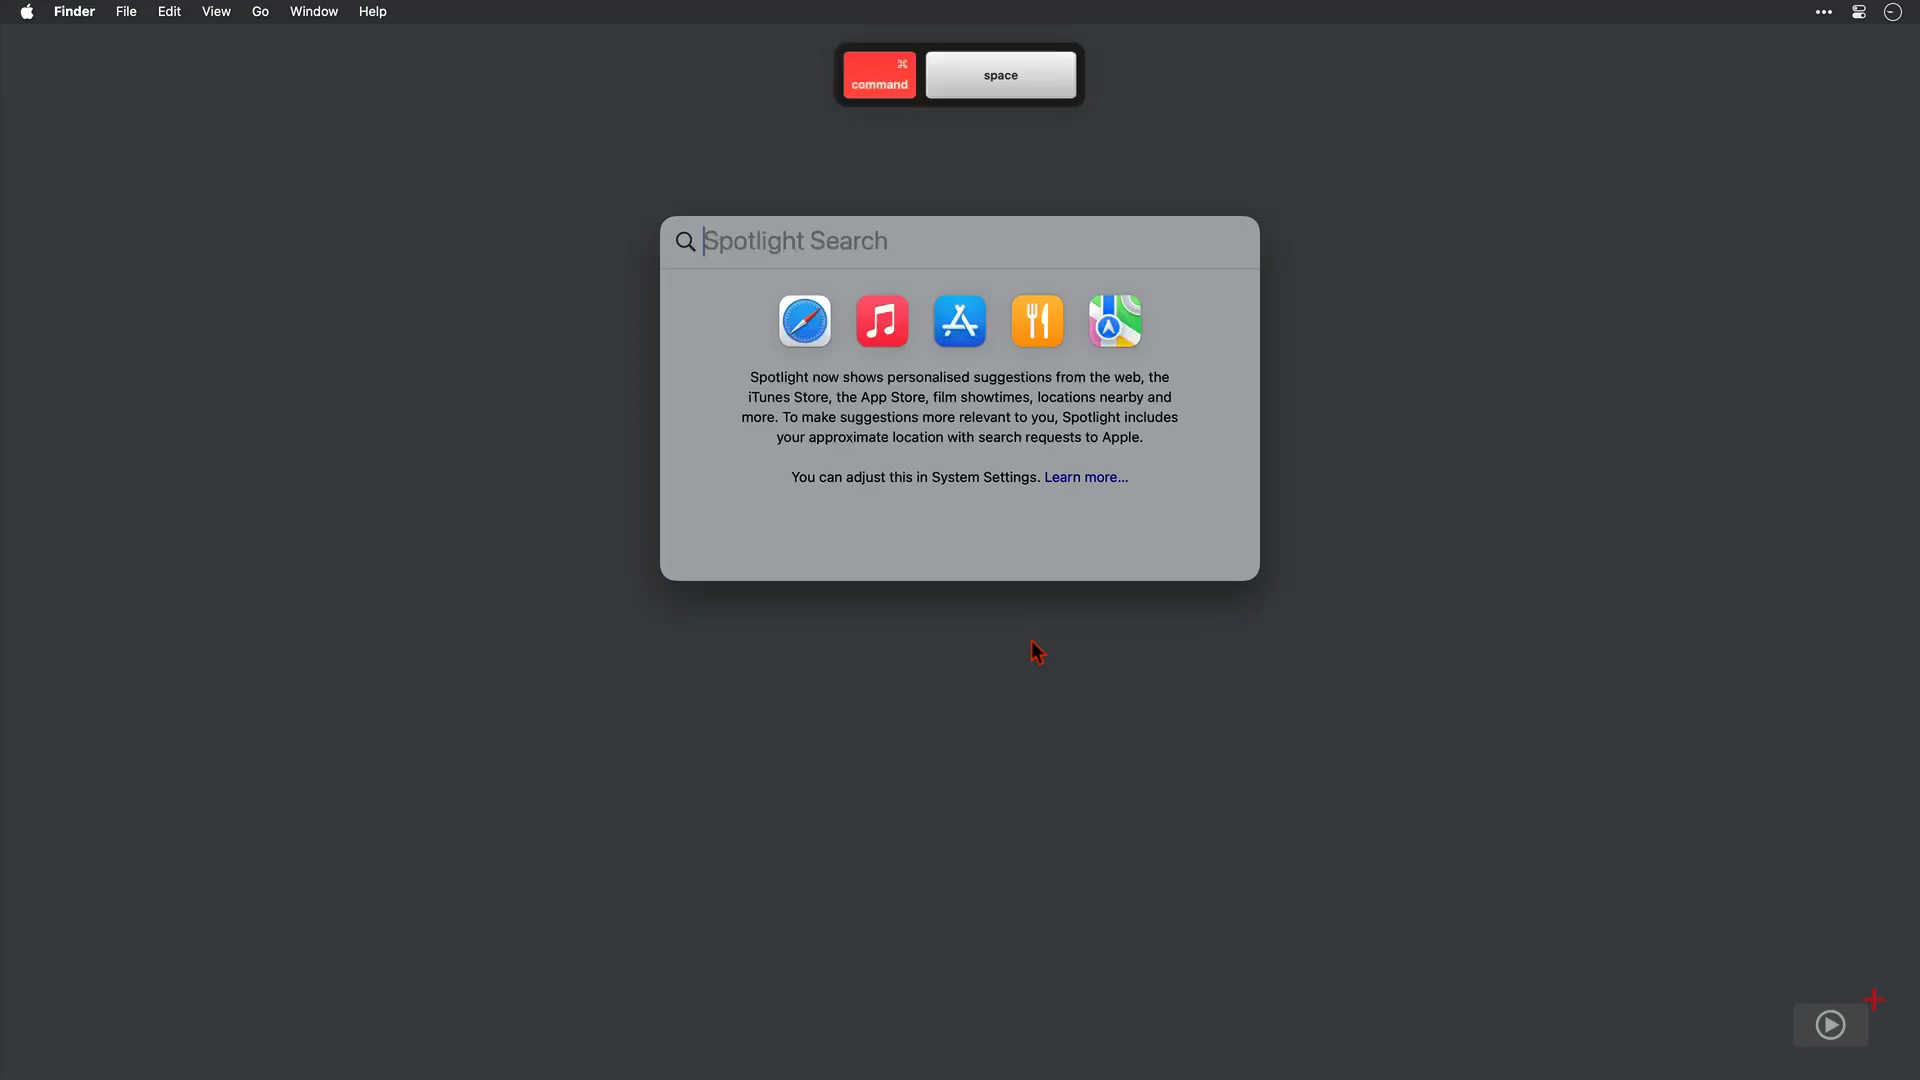 Finder File Edit View Go Window Help
⌘
command space
Spotlight Search
Spotlight now shows personalised suggestions from the web, the
iTunes Store, the App Store, film showtimes, locations nearby and
more. To make suggestions more relevant to you, Spotlight includes
your approximate location with search requests to Apple.
You can adjust this in System Settings. Learn more...